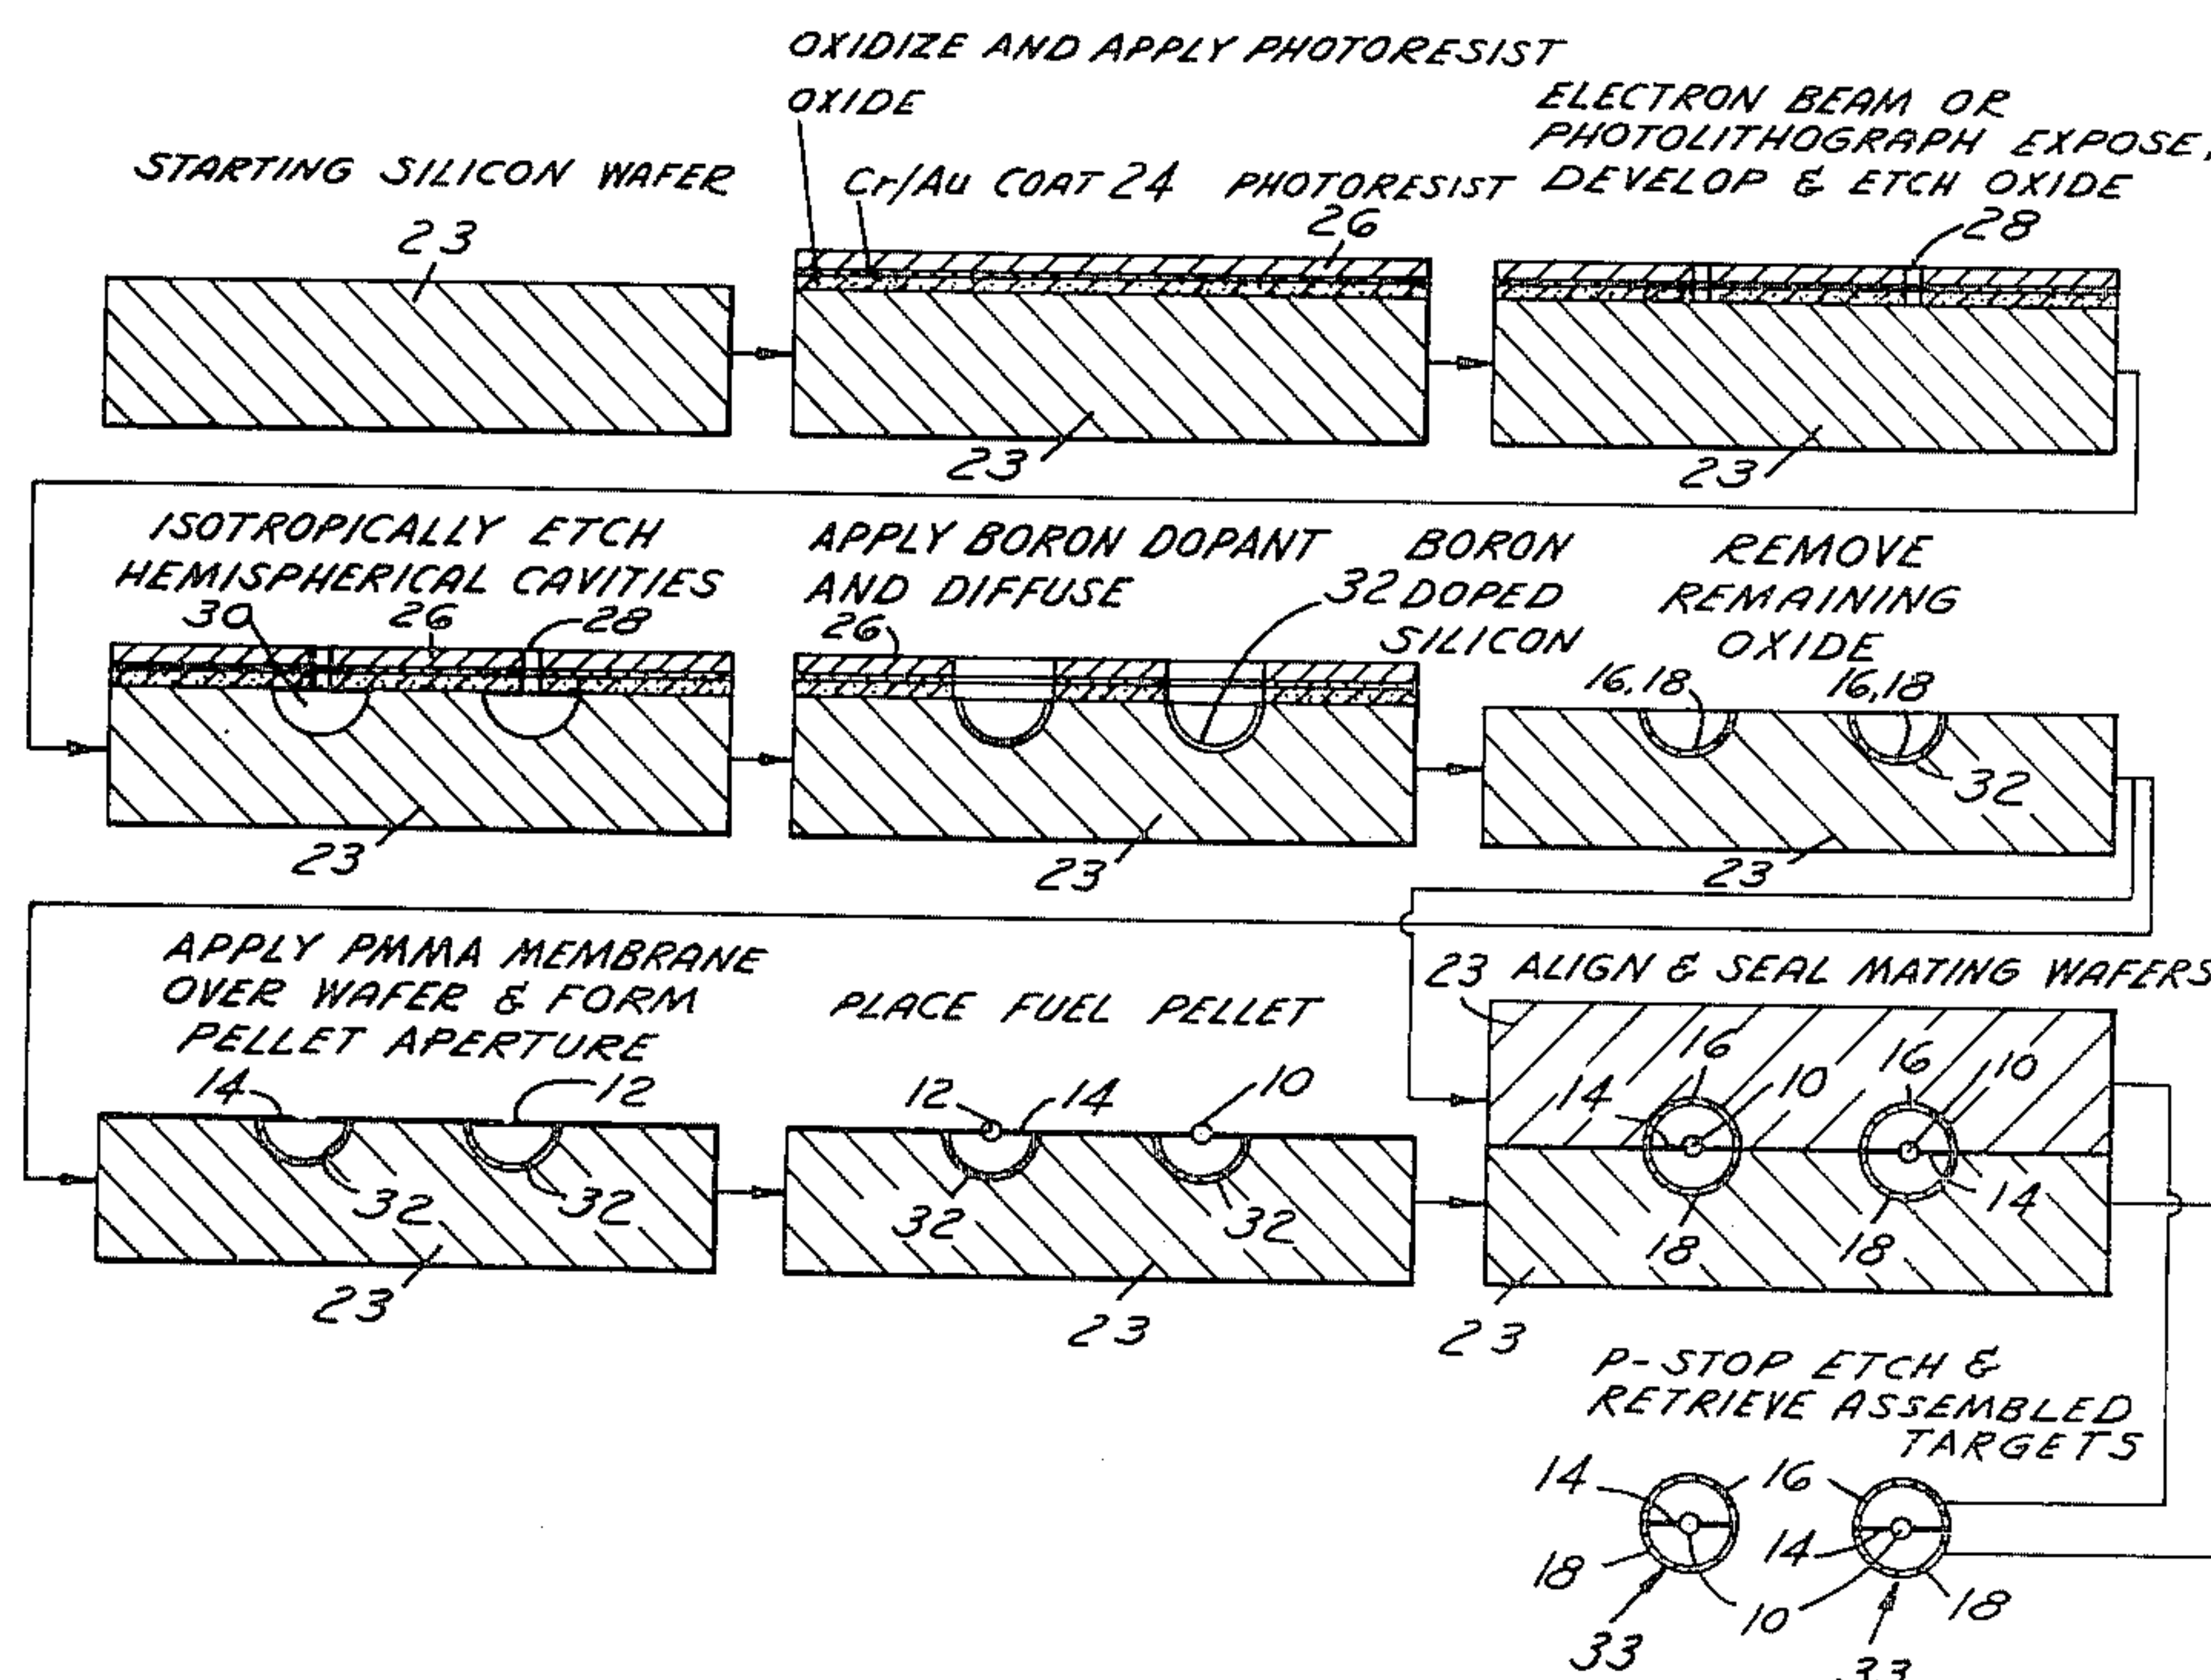 OXIDIZE AND APPLY PHOTORESIST
OXIDE
ELECTRON BEAM OR
PHOTOLITHOGRAPH EXPOSE,
DEVELOP & ETCH OXIDE
STARTING SILICON WAFER
Cr/Au COAT 24 PHOTORESIST
23
26
28
23
23
ISOTROPICALLY ETCH
HEMISPHERICAL CAVITIES
30
26
28
23
APPLY BORON DOPANT
AND DIFFUSE
26
32 BORON
DOPED
SILICON
23
REMOVE
REMAINING
OXIDE
16,18
16,18
32
23
APPLY PMMA MEMBRANE
OVER WAFER & FORM
PELLET APERTURE
14
12
32
32
23
PLACE FUEL PELLET
12
14
10
32
32
23
23 ALIGN & SEAL MATING WAFERS
16
16
14
10
10
18
18
14
23
P-STOP ETCH &
RETRIEVE ASSEMBLED
TARGETS
14
16
18
14
10
18
33
33